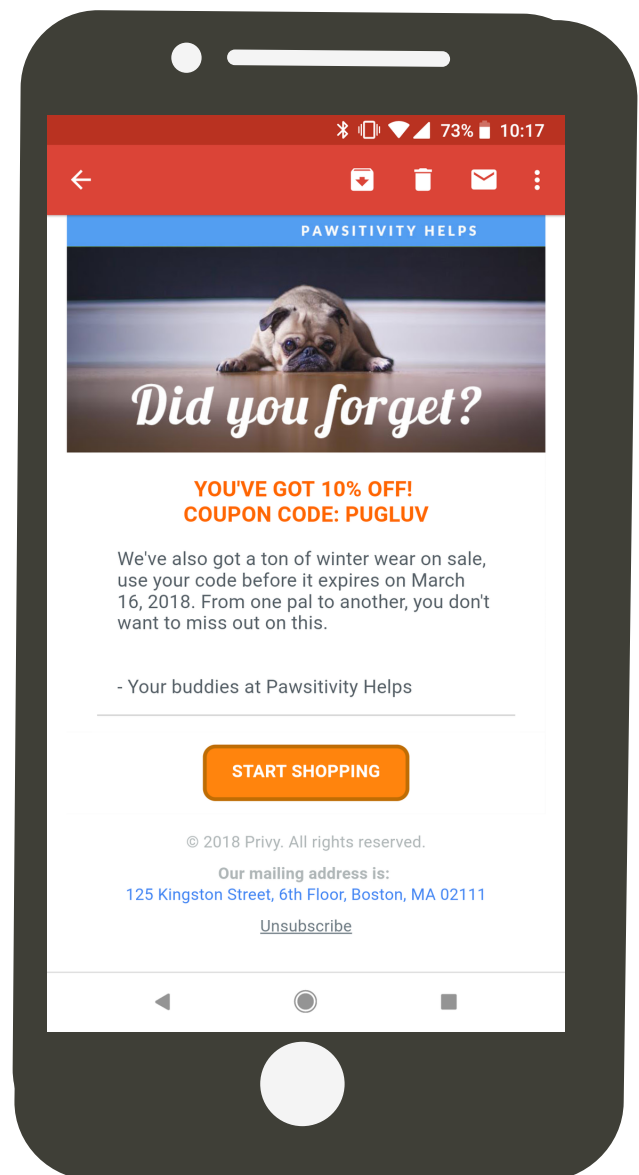 73% 10:17
PAWSITIVITY HELPS
Did you forget?
YOU'VE GOT 10% OFF!
COUPON CODE: PUGLUV
We've also got a ton of winter wear on sale,
use your code before it expires on March
16, 2018. From one pal to another, you don't
want to miss out on this.
- Your buddies at Pawsitivity Helps
START SHOPPING
© 2018 Privy. All rights reserved.
Our mailing address is:
125 Kingston Street, 6th Floor, Boston, MA 02111
Unsubscribe